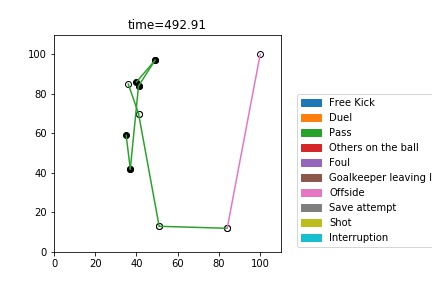 time=492.91
100
80
60
40
20
0
0 20 40 60 80 100
Free Kick
Duel
Pass
Others on the ball
Foul
Goalkeeper leaving l
Offside
Save attempt
Shot
Interruption